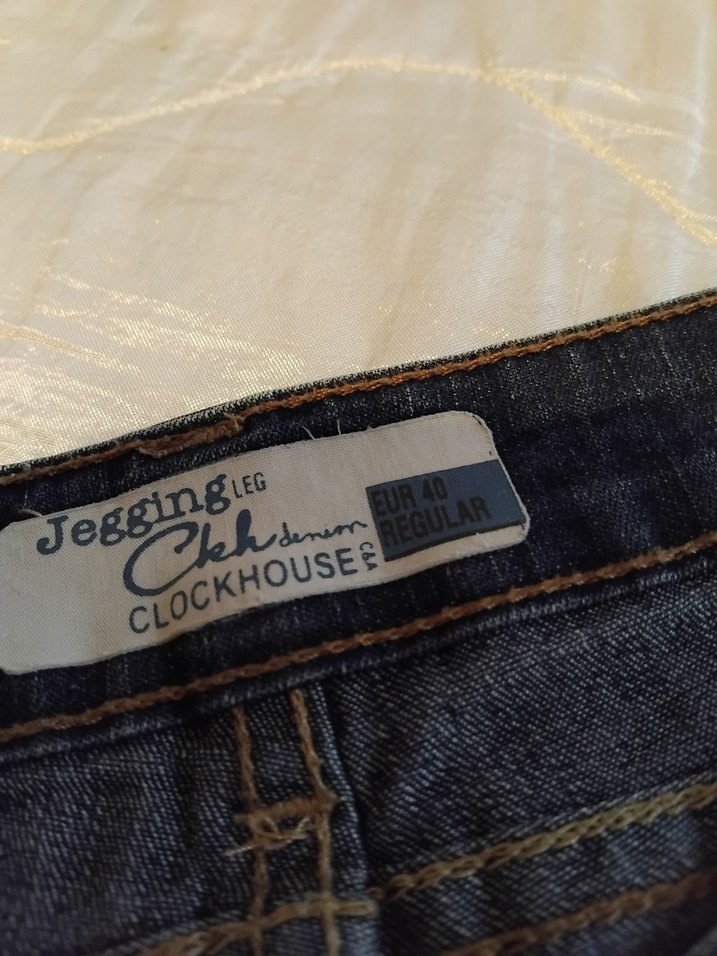 Jegging LEG
Ckh denim
CLOCKHOUSE C&A
EUR 40
REGULAR